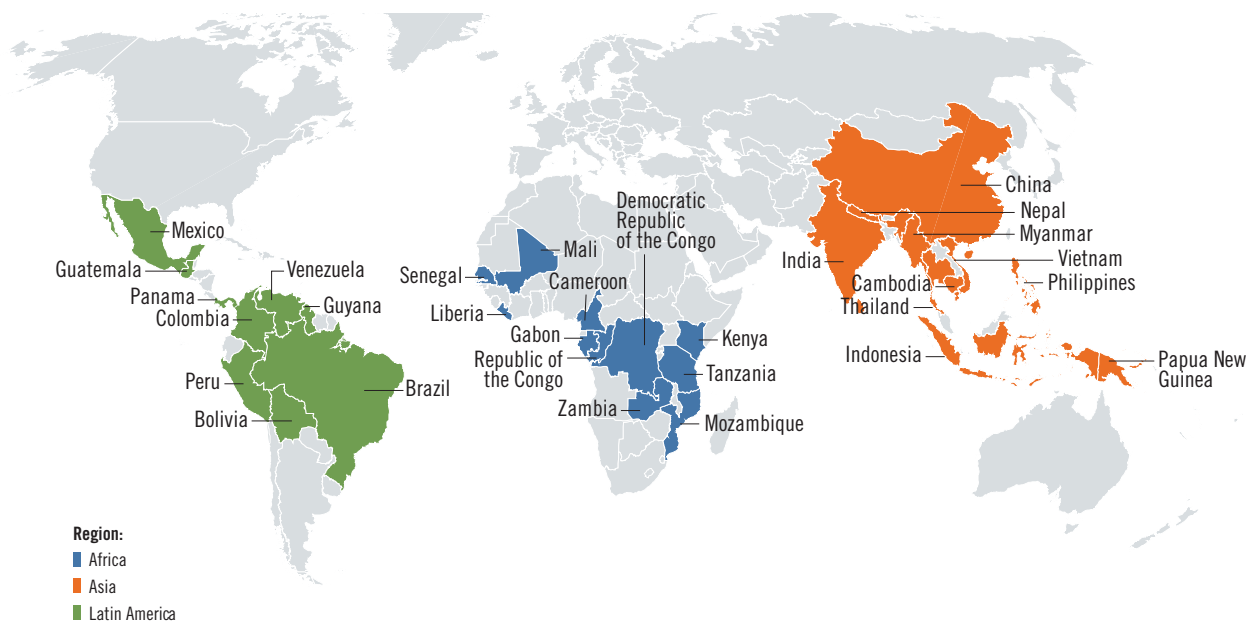 Mexico
Guatemala
Panama
Colombia
Venezuela
Guyana
Peru
Brazil
Bolivia
Senegal
Mali
Liberia
Cameroon
Gabon
Republic of
the Congo
Democratic
Republic
of the Congo
Kenya
Tanzania
Zambia
Mozambique
China
Nepal
Myanmar
India
Vietnam
Cambodia
Philippines
Thailand
Indonesia
Papua New
Guinea
Region:
Africa
Asia
Latin America